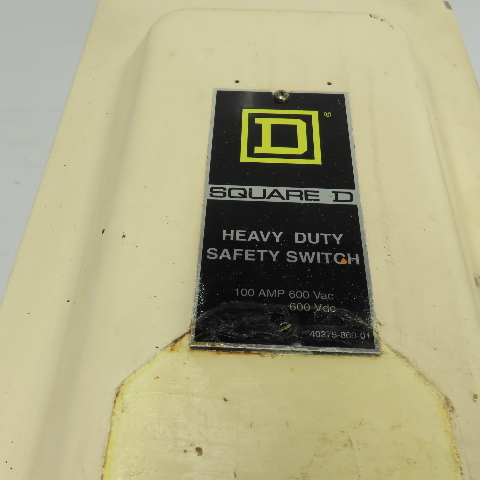 D®
SQUARE D
HEAVY DUTY
SAFETY SWITCH
100 AMP 600 Vac
600 Vdc